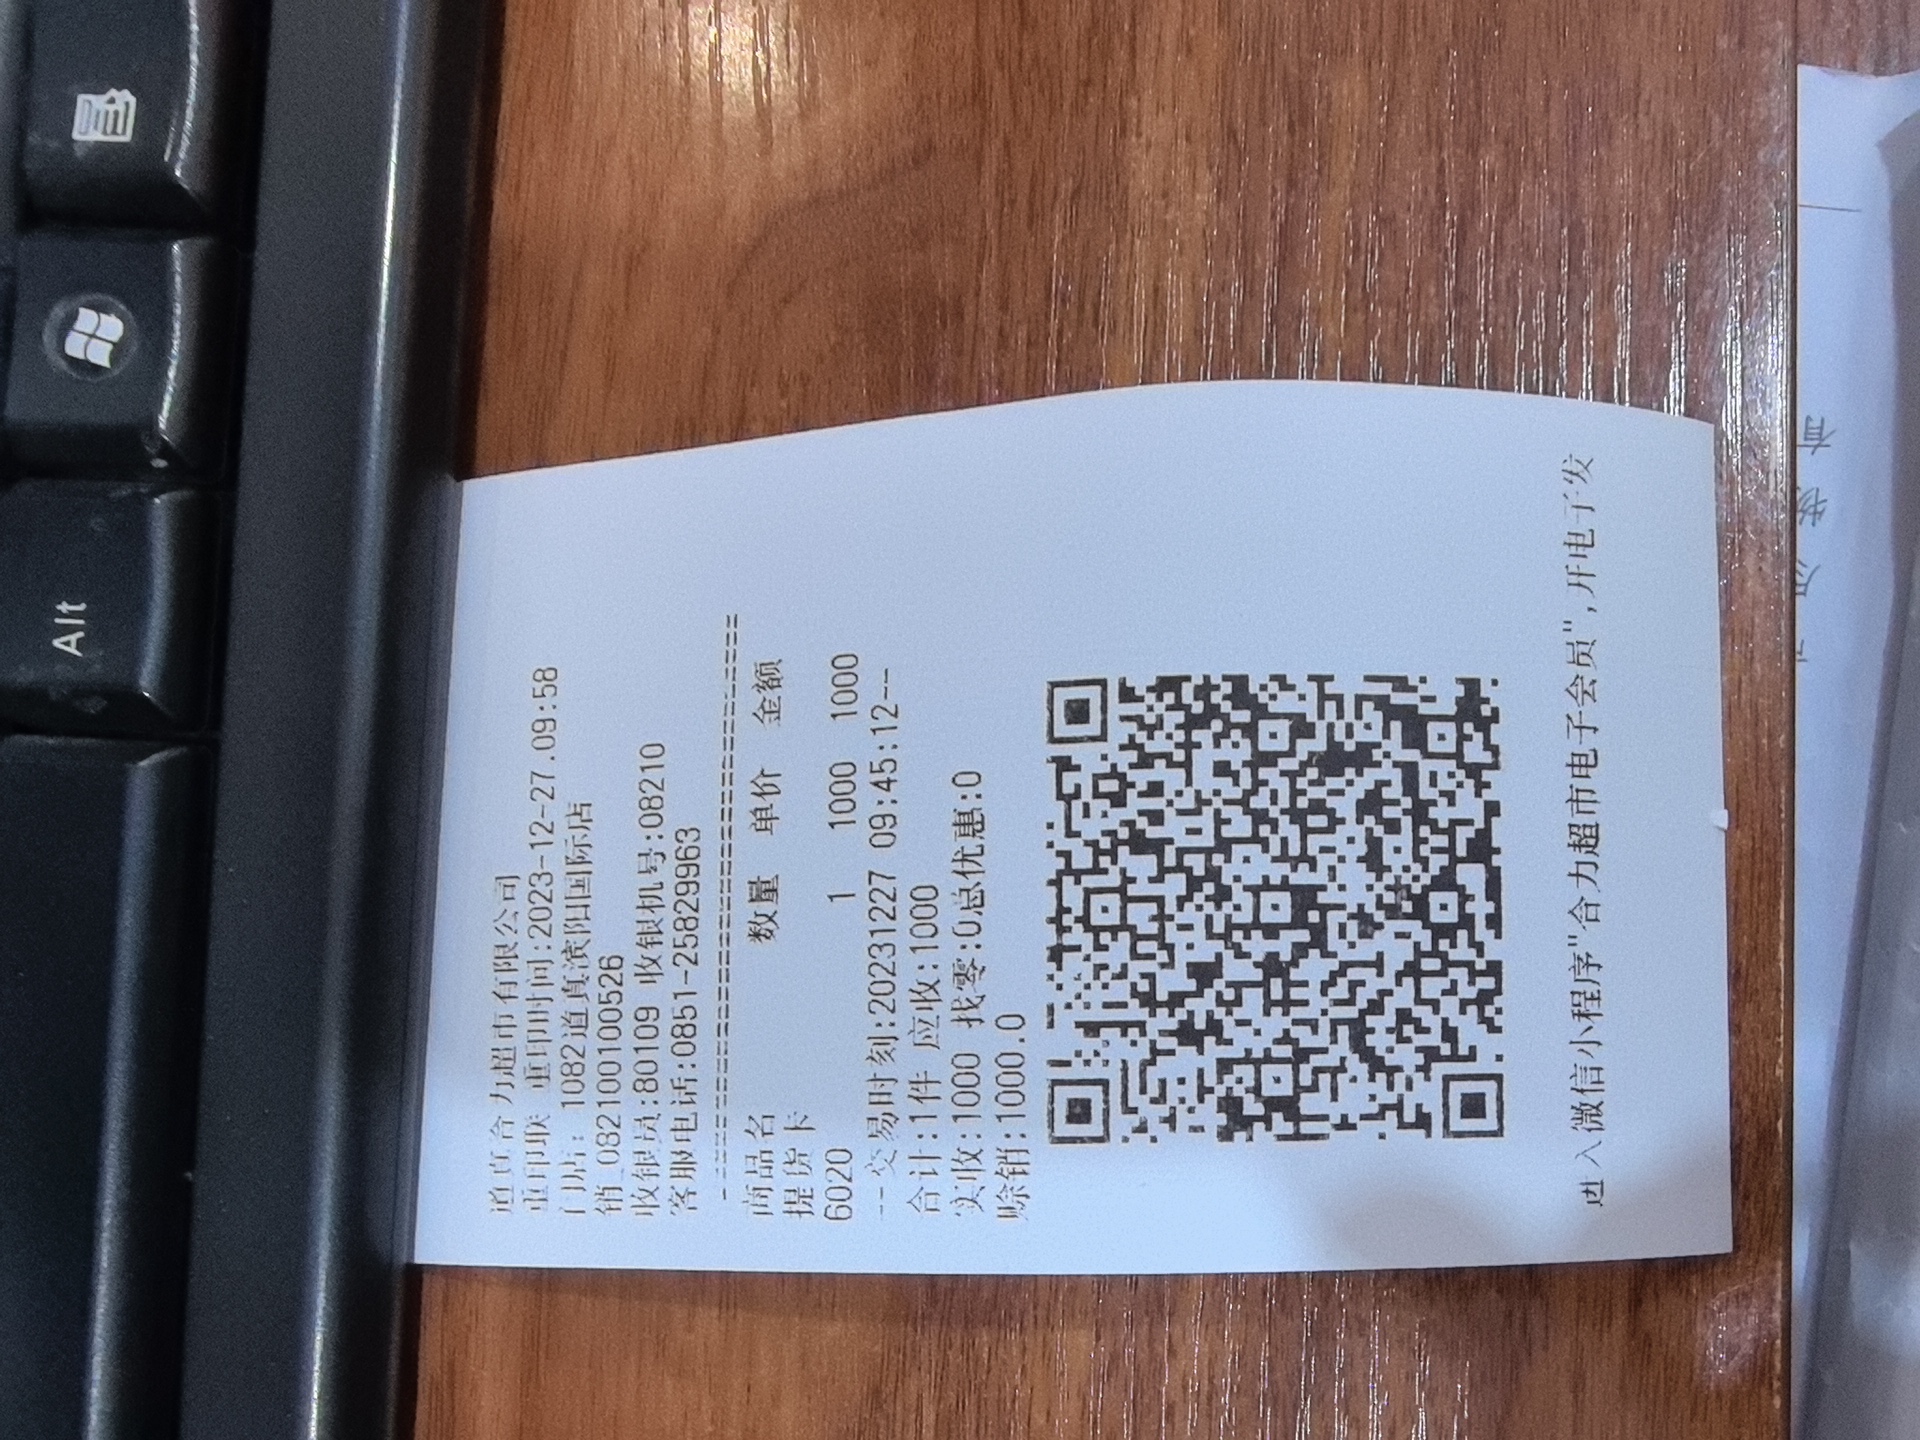 道真合力超市有限公司
重印联 重印时间:2023-12-27.09:58
门店: 1082道真滨阳国际店
销_082100100526
收银员:80109 收银机号:08210
客服电话:0851-25829963
商品名 数量 单价 金额
提货卡
6020 1 1000 1000
--交易时刻:20231227 09:45:12--
合计:1件 应收:1000
实收:1000 找零:0总优惠:0
赊销:1000.0
进入微信小程序"合力超市电子会员",开电子发
Alt